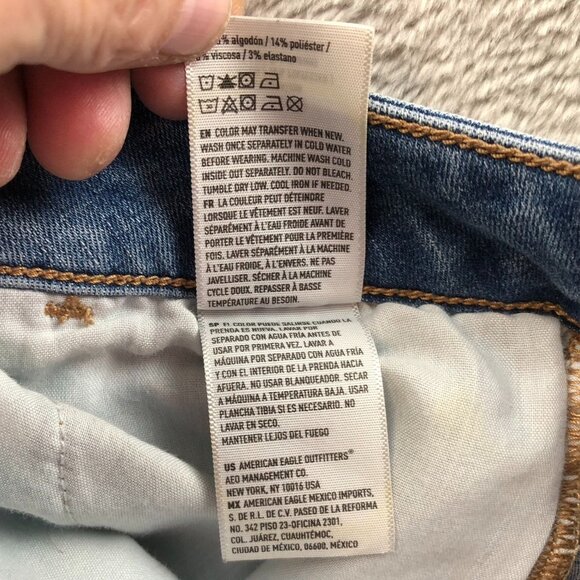 algodón / 14% poliéster /
viscosa / 3% elastano
EN COLOR MAY TRANSFER WHEN NEW.
WASH ONCE SEPARATELY IN COLD WATER
BEFORE WEARING. MACHINE WASH COLD
INSIDE OUT SEPARATELY. DO NOT BLEACH.
TUMBLE DRY LOW. COOL IRON IF NEEDED.
FR LA COULEUR PEUT DÉTEINDRE
LORSQUE LE VÊTEMENT EST NEUF. LAVER
SÉPARÉMENT À L'EAU FROIDE AVANT DE
PORTER LE VÊTEMENT POUR LA PREMIÈRE
FOIS. LAVER SÉPARÉMENT À LA MACHINE
À L'EAU FROIDE, À L'ENVERS. NE PAS
JAVELLISER. SÉCHER À LA MACHINE
CYCLE DOUX. REPASSER À BASSE
TEMPÉRATURE AU BESOIN.
SP EL COLOR PUEDE SALIRSE CUANDO LA
PRENDA ES NUEVA. LAVAR POR
SEPARADO CON AGUA FRÍA ANTES DE
USAR POR PRIMERA VEZ. LAVAR A
MÁQUINA POR SEPARADO CON AGUA FRÍA
Y CON EL INTERIOR DE LA PRENDA HACIA
AFUERA. NO USAR BLANQUEADOR. SECAR
A MÁQUINA A TEMPERATURA BAJA. USAR
PLANCHA TIBIA SI ES NECESARIO. NO
LAVAR EN SECO.
MANTENER LEJOS DEL FUEGO
US AMERICAN EAGLE OUTFITTERS®
AEO MANAGEMENT CO.
NEW YORK, NY 10016 USA
MX AMERICAN EAGLE MEXICO IMPORTS,
S. DE R.L. DE C.V. PASEO DE LA REFORMA
NO. 342 PISO 23-OFICINA 2301,
COL. JUÁREZ, CUAUHTÉMOC,
CIUDAD DE MÉXICO, 06600, MÉXICO